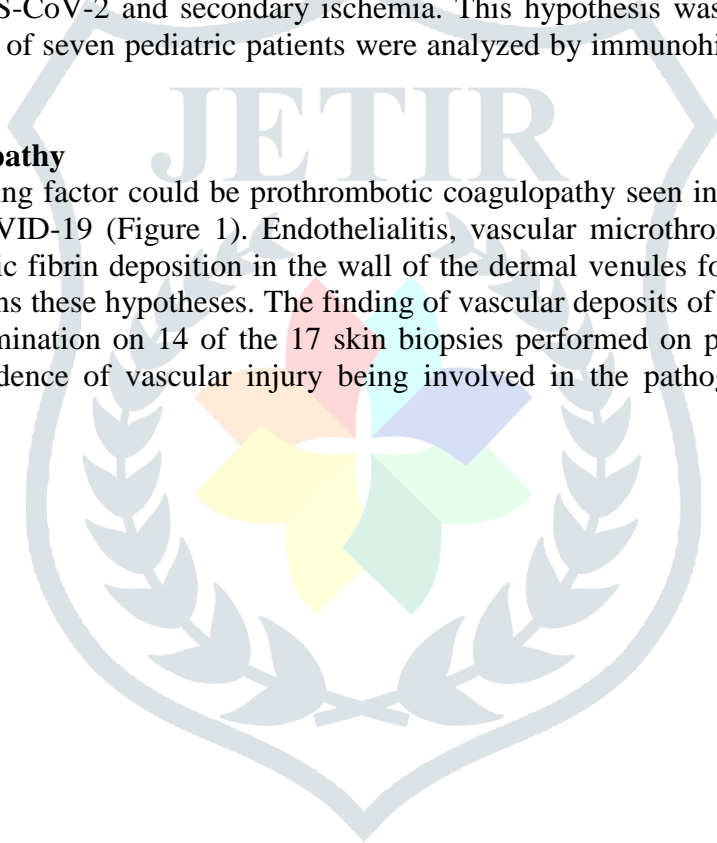 S-CoV-2 and secondary ischemia. This hypothesis was
of seven pediatric patients were analyzed by immunohi
JETIR
pathy
ing factor could be prothrombotic coagulopathy seen in
VID-19 (Figure 1). Endothelialitis, vascular microthron
ic fibrin deposition in the wall of the dermal venules fo
ns these hypotheses. The finding of vascular deposits of
mination on 14 of the 17 skin biopsies performed on p
dence of vascular injury being involved in the pathog